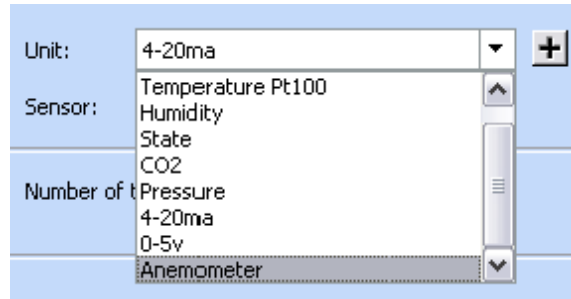 Unit: 4-20ma
Temperature Pt100
Sensor: Humidity
State
CO2
Number of t Pressure
4-20ma
0-5v
Anemometer